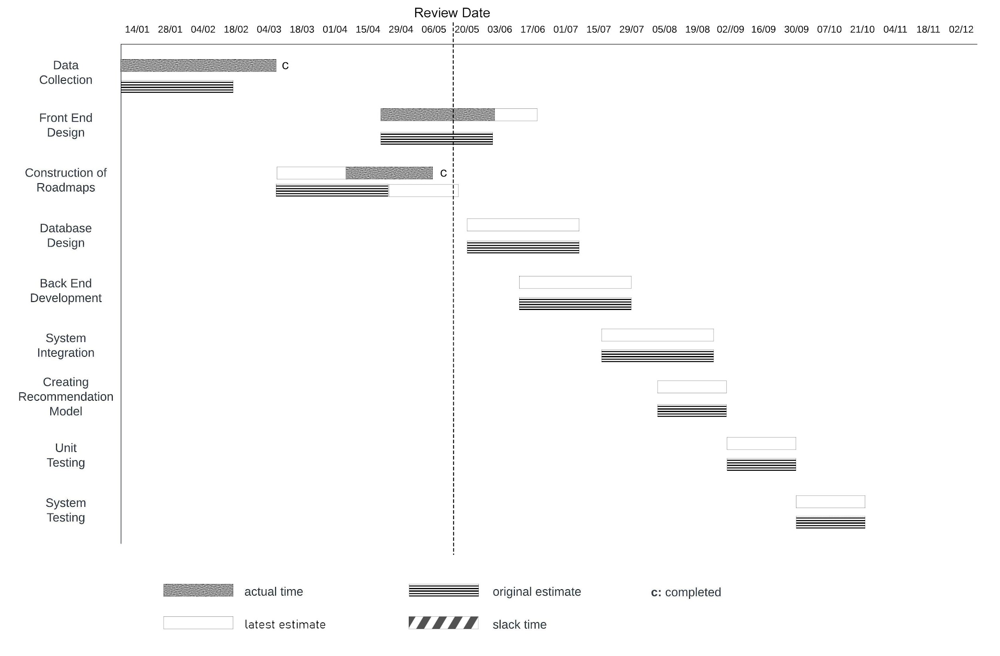 Review Date
14/01 28/01 04/02 18/02 04/03 18/03 01/04 15/04 29/04 06/05 20/05 03/06 17/06 01/07 15/07 29/07 05/08 19/08 02//09 16/09 30/09 07/10 21/10 04/11 18/11 02/12
Data
Collection
c
Front End
Design
Construction of
Roadmaps
c
Database
Design
Back End
Development
System
Integration
Creating
Recommendation
Model
Unit
Testing
System
Testing
actual time
original estimate
c: completed
latest estimate
slack time